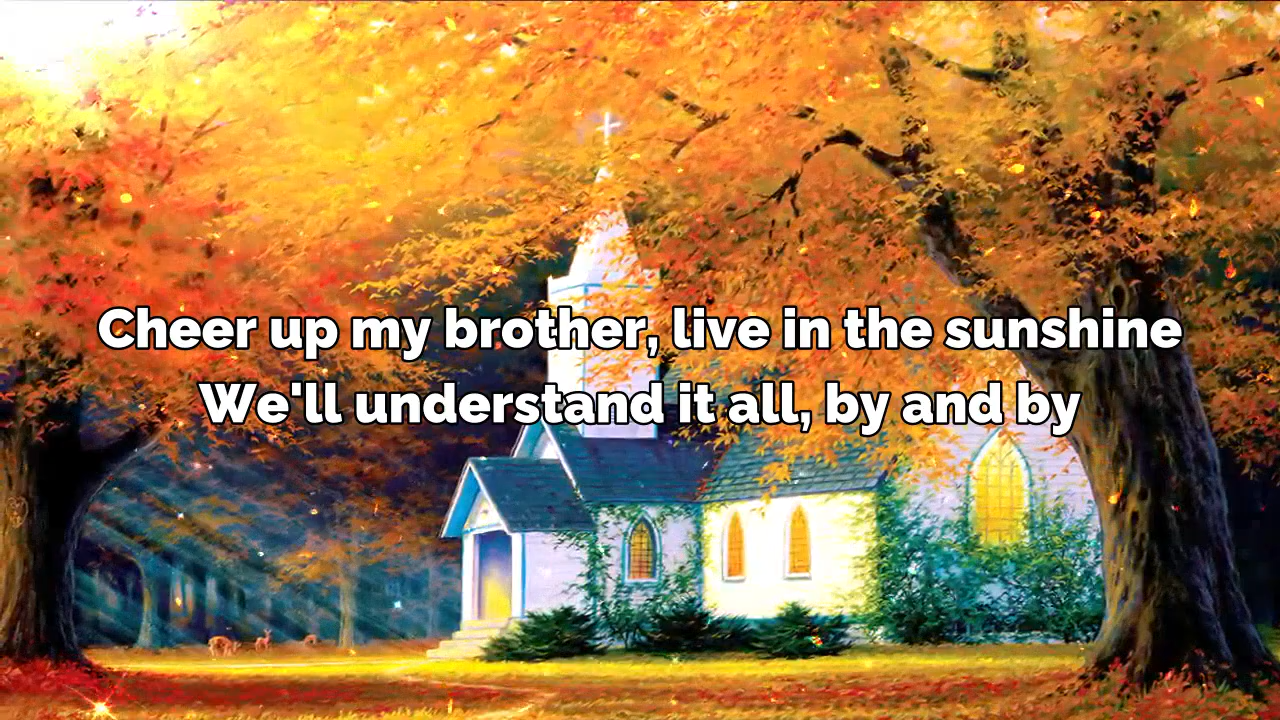 Cheer up my brother, live in the sunshine
We'll understand it all, by and by